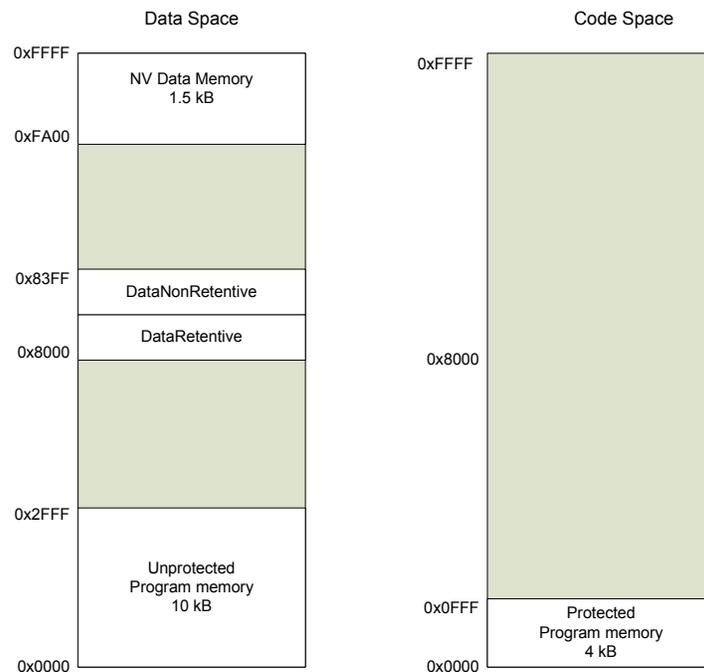 Data Space
0xFFFF
NV Data Memory
1.5 kB
0xFA00
0x83FF
DataNonRetentive
DataRetentive
0x8000
0x2FFF
Unprotected
Program memory
10 kB
0x0000
Code Space
0xFFFF
0x8000
0x0FFF
Protected
Program memory
4 kB
0x0000